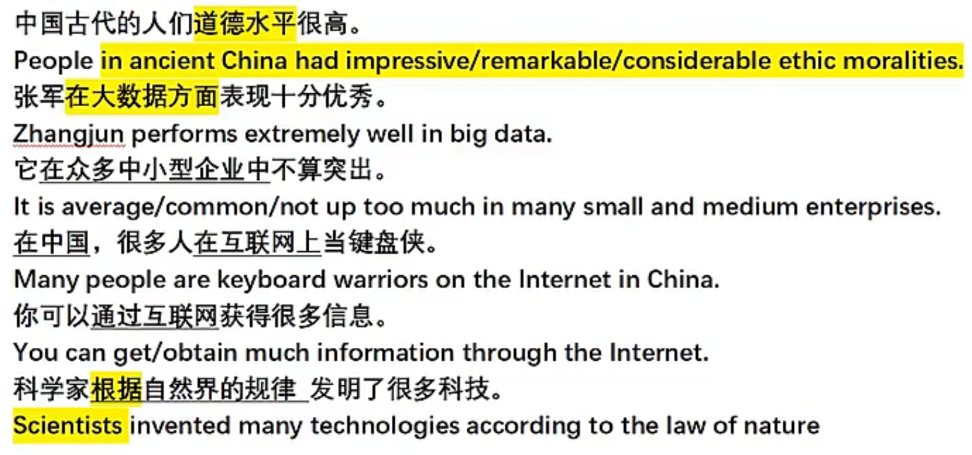 中国古代的人们道德水平很高。
People in ancient China had impressive/remarkable/considerable ethic moralities.
张军在大数据方面表现十分优秀。
Zhangjun performs extremely well in big data.
它在众多中小型企业中不算突出。
It is average/common/not up too much in many small and medium enterprises.
在中国，很多人在互联网上当键盘侠。
Many people are keyboard warriors on the Internet in China.
你可以通过互联网获得很多信息。
You can get/obtain much information through the Internet.
科学家根据自然界的规律 发明了很多科技。
Scientists invented many technologies according to the law of nature